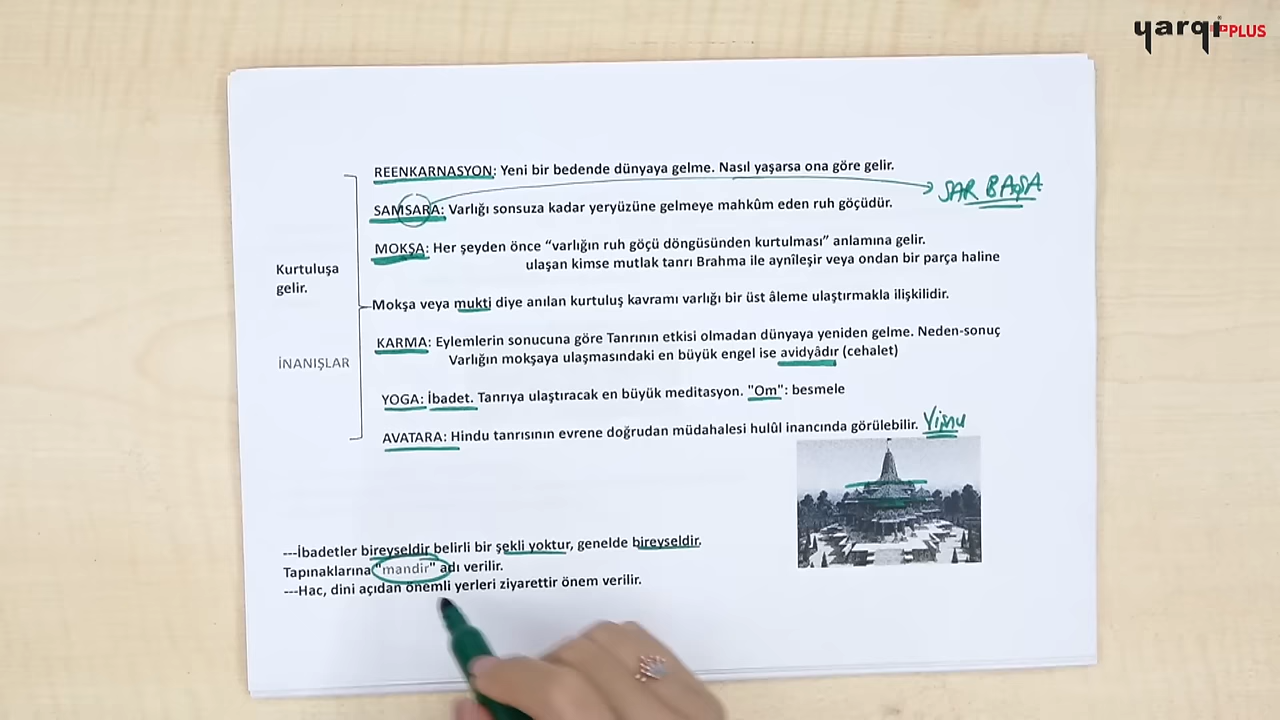 yarqı PLUS
REENKARNASYON: Yeni bir bedende dünyaya gelme. Nasıl yaşarsa ona göre gelir.
SAR BAŞA
SAMSARA: Varlığı sonsuza kadar yeryüzüne gelmeye mahkûm eden ruh göçüdür.
MOKŞA: Her şeyden önce “varlığın ruh göçü döngüsünden kurtulması” anlamına gelir.
ulaşan kimse mutlak tanrı Brahma ile aynîleşir veya ondan bir parça haline
Kurtuluşa
gelir.
Mokşa veya mukti diye anılan kurtuluş kavramı varlığı bir üst âleme ulaştırmakla ilişkilidir.
KARMA: Eylemlerin sonucuna göre Tanrının etkisi olmadan dünyaya yeniden gelme. Neden-sonuç
Varlığın mokşaya ulaşmasındaki en büyük engel ise avidyâdır (cehalet)
İNANIŞLAR
YOGA: İbadet. Tanrıya ulaştıracak en büyük meditasyon. "Om": besmele
AVATARA: Hindu tanrısının evrene doğrudan müdahalesi hulûl inancında görülebilir. Vişnu
---İbadetler bireyseldir belirli bir şekli yoktur, genelde bireyseldir.
Tapınaklarına "mandir" adı verilir.
---Hac, dini açıdan önemli yerleri ziyarettir önem verilir.